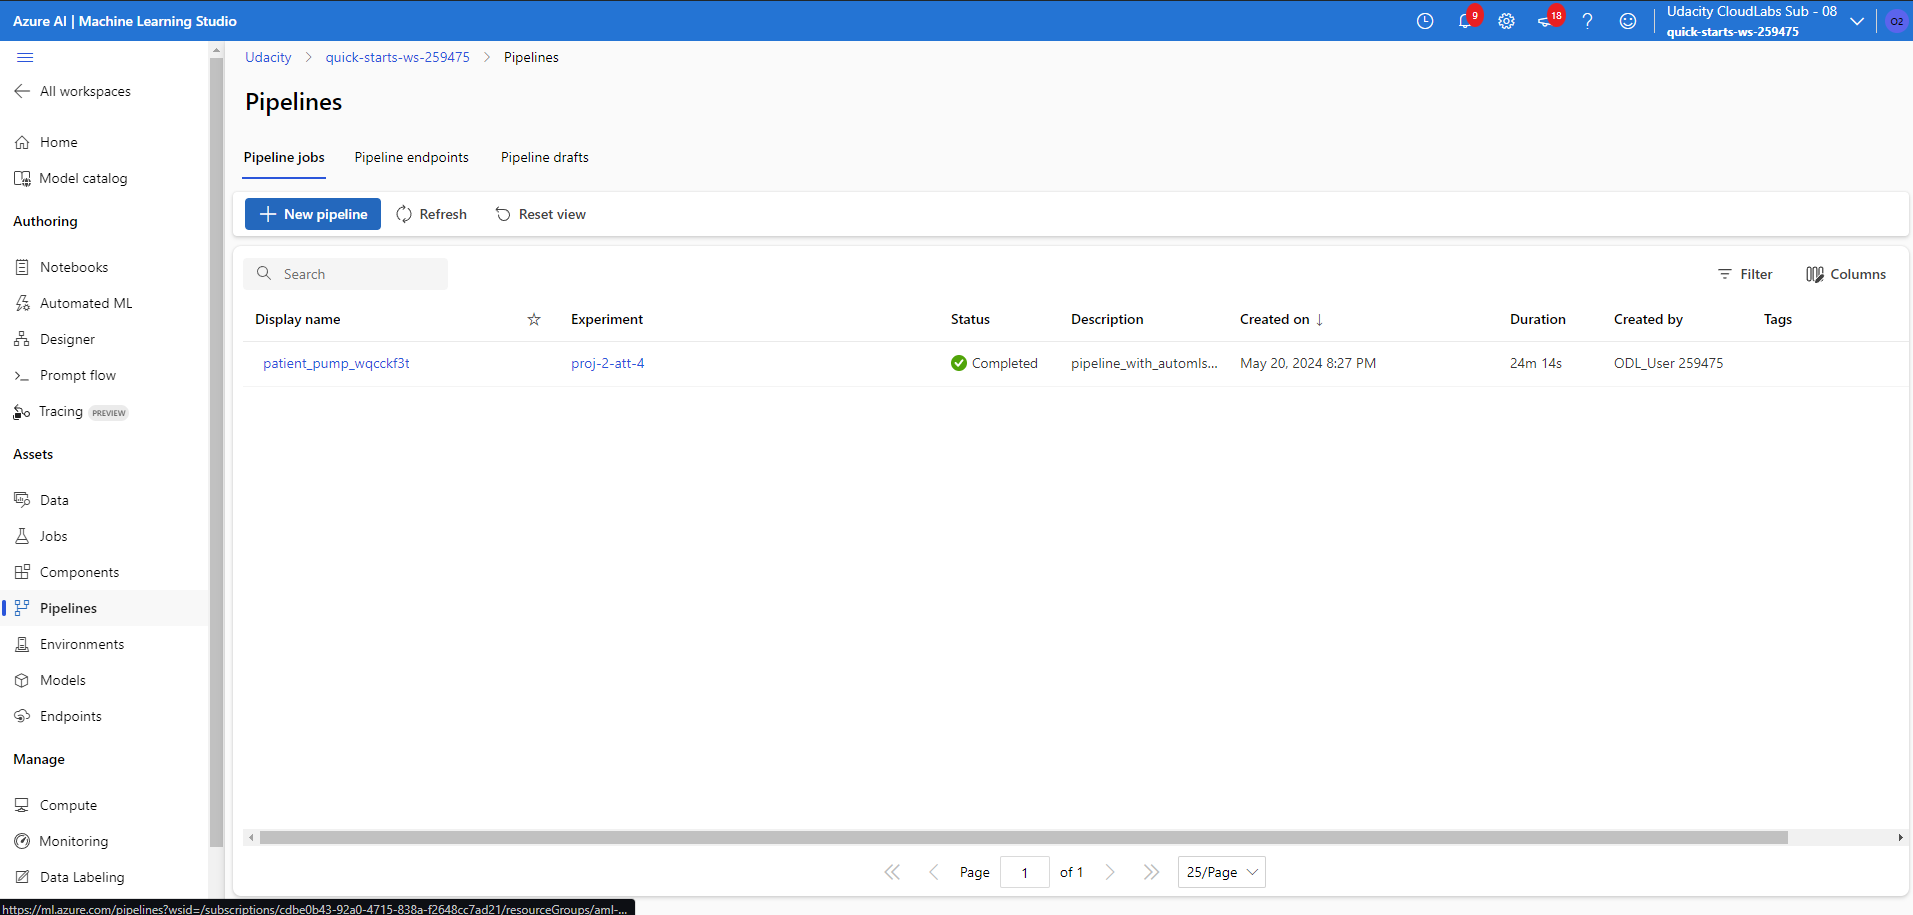 Azure AI | Machine Learning Studio
9
18
Udacity CloudLabs Sub - 08
quick-starts-ws-259475
O2
All workspaces
Home
Model catalog
Authoring
Notebooks
Automated ML
Designer
Prompt flow
Tracing PREVIEW
Assets
Data
Jobs
Components
Pipelines
Environments
Models
Endpoints
Manage
Compute
Monitoring
Data Labeling
Udacity > quick-starts-ws-259475 > Pipelines
Pipelines
Pipeline jobs Pipeline endpoints Pipeline drafts
New pipeline Refresh Reset view
Search Filter Columns
Display name Experiment Status Description Created on ↓ Duration Created by Tags
patient_pump_wqcckf3t proj-2-att-4 Completed pipeline_with_automls... May 20, 2024 8:27 PM 24m 14s ODL_User 259475
Page 1 of 1 25/Page
https://ml.azure.com/pipelines?wsid=/subscriptions/cdbe0b43-92a0-4715-838a-f2648cc7ad21/resourceGroups/aml-...